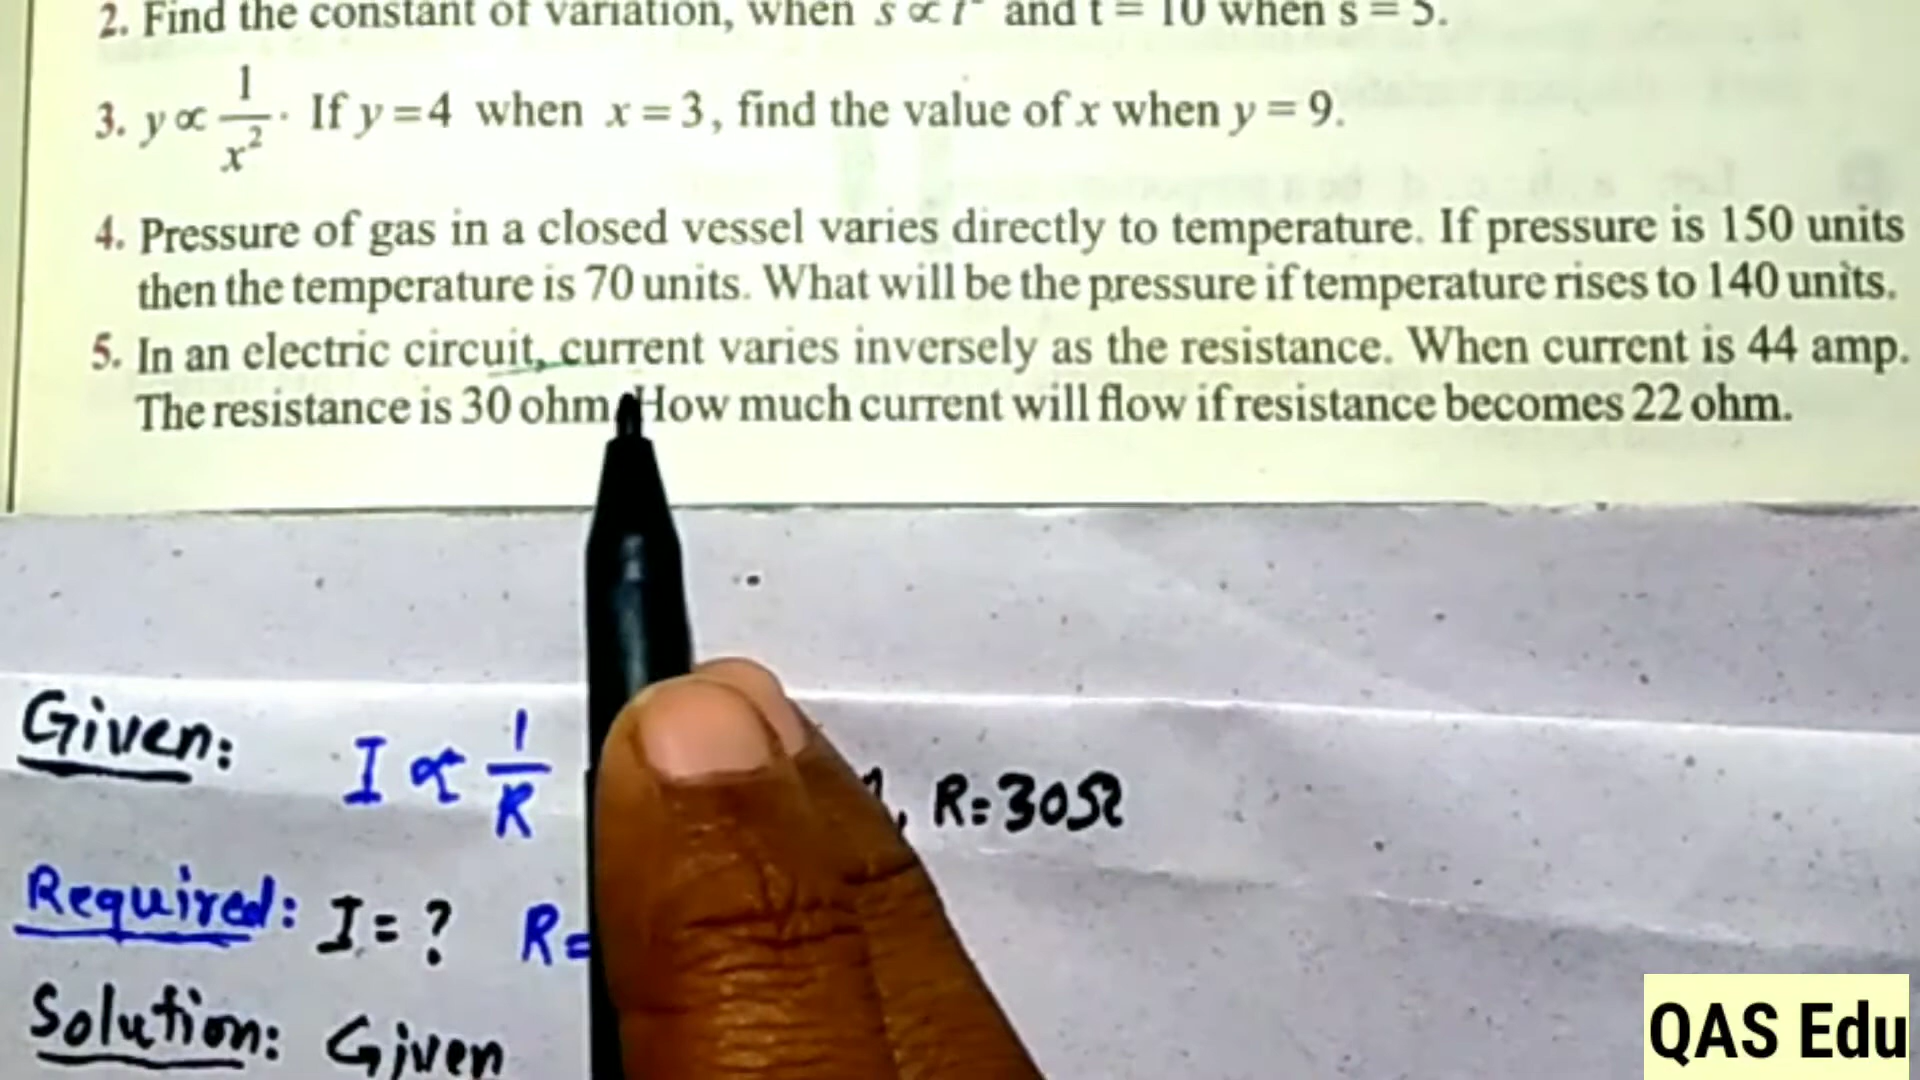 2. Find the constant of variation, when s ∝ t² and t = 10 when s = 5.
3. y ∝ 1/x². If y = 4 when x = 3, find the value of x when y = 9.
4. Pressure of gas in a closed vessel varies directly to temperature. If pressure is 150 units
then the temperature is 70 units. What will be the pressure if temperature rises to 140 units.
5. In an electric circuit, current varies inversely as the resistance. When current is 44 amp.
The resistance is 30 ohm. How much current will flow if resistance becomes 22 ohm.
Given: I ∝ 1/R , R=30Ω
Required: I = ? R=
Solution: Given
QAS Edu